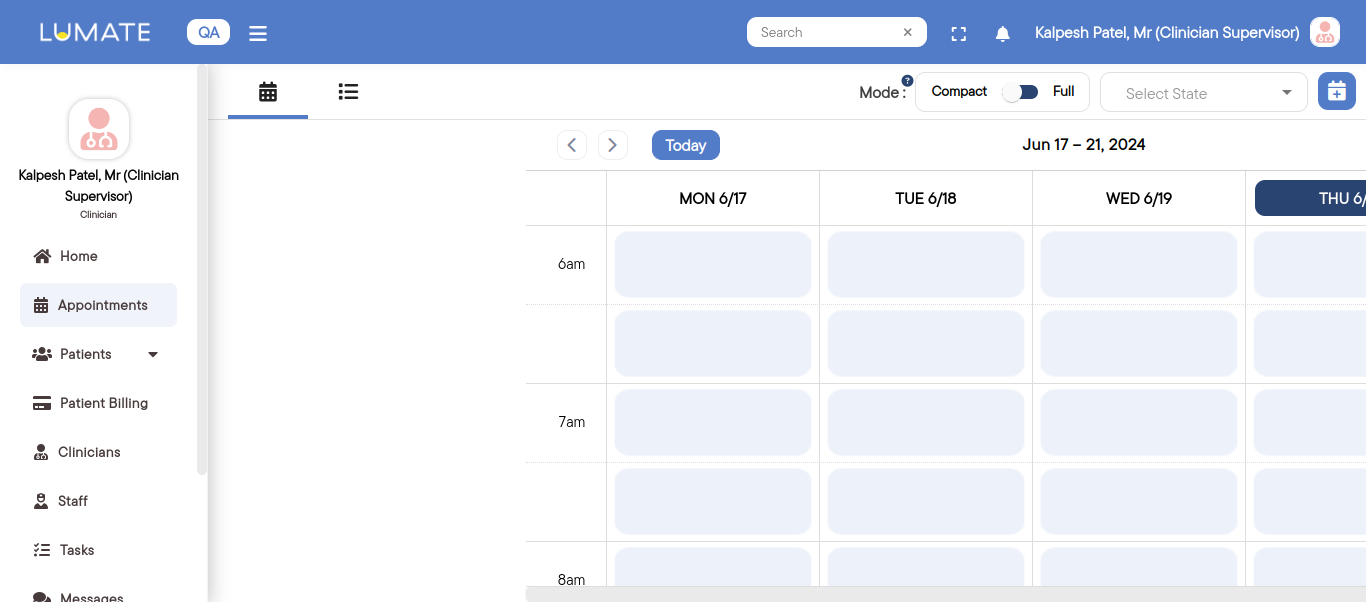 LUMATE
QA
Search
Kalpesh Patel, Mr (Clinician Supervisor)
Kalpesh Patel, Mr (Clinician
Supervisor)
Clinician
Home
Appointments
Patients
Patient Billing
Clinicians
Staff
Tasks
Messages
Mode :
?
Compact
Full
Select State
Today
Jun 17 – 21, 2024
MON 6/17
TUE 6/18
WED 6/19
THU 6/
6am
7am
8am